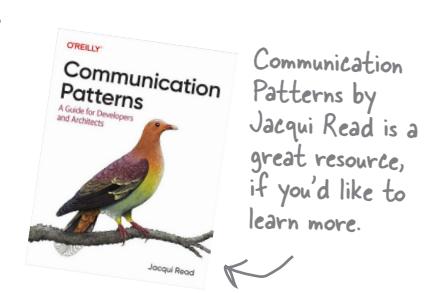 O'REILLY
Communication
Patterns
A Guide for Developers
and Architects
Jacqui Read
Communication
Patterns by
Jacqui Read is a
great resource,
if you'd like to
learn more.